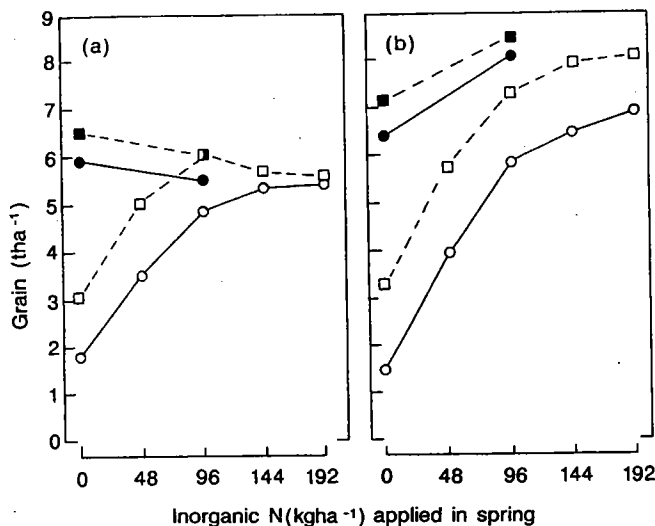 (a)
(b)
9
8
7
6
5
4
3
2
1
0
Grain (tha⁻¹)
0 48 96 144 192
0 48 96 144 192
Inorganic N(kgha⁻¹) applied in spring